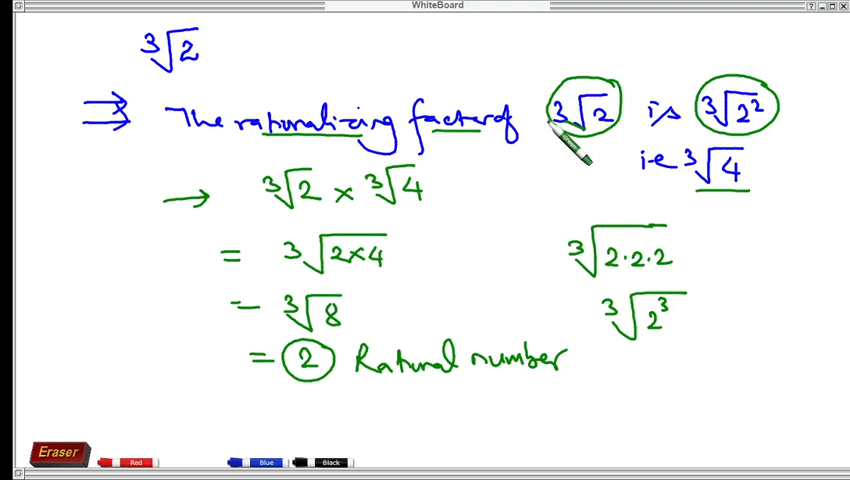 WhiteBoard
∛2
⇒ The rationalizing factor of ∛2 is ∛2²
i.e ∛4
→ ∛2 × ∛4
= ∛(2×4)
∛(2·2·2)
= ∛8
∛(2³)
= 2 Rational number
Eraser
Red Blue Black